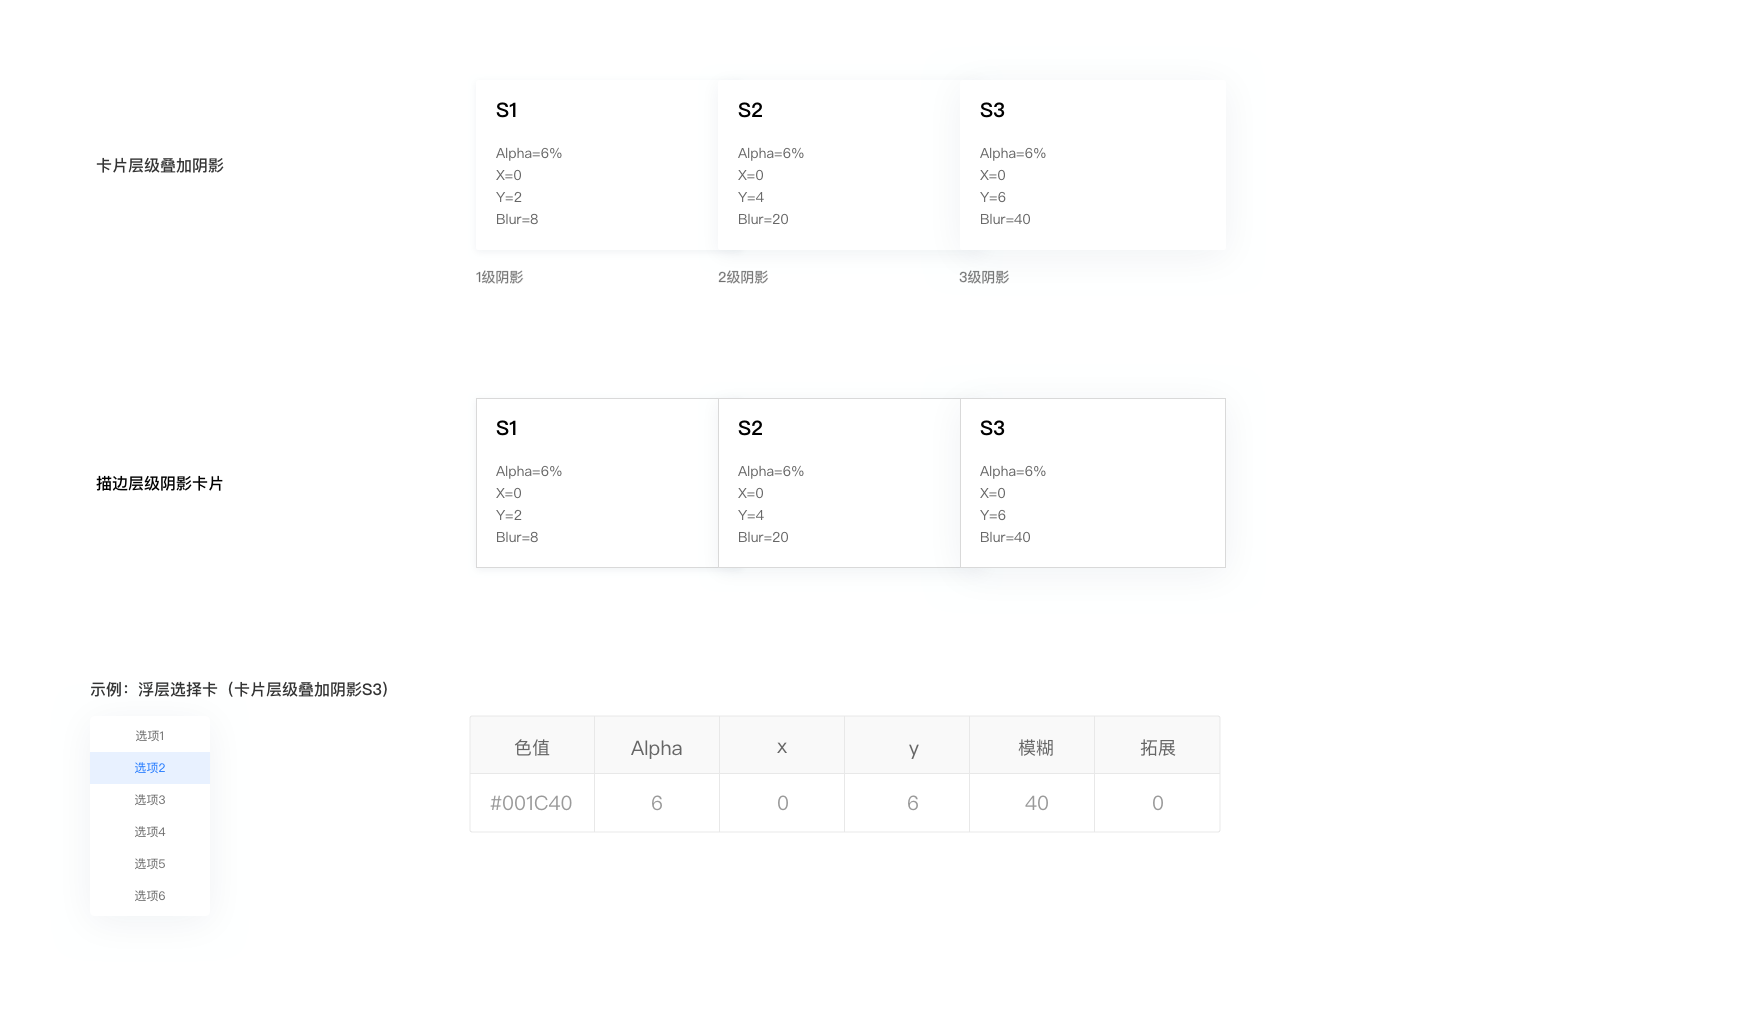 卡片层级叠加阴影
S1
Alpha=6%
X=0
Y=2
Blur=8
1级阴影
S2
Alpha=6%
X=0
Y=4
Blur=20
2级阴影
S3
Alpha=6%
X=0
Y=6
Blur=40
3级阴影
描边层级阴影卡片
S1
Alpha=6%
X=0
Y=2
Blur=8
S2
Alpha=6%
X=0
Y=4
Blur=20
S3
Alpha=6%
X=0
Y=6
Blur=40
示例：浮层选择卡（卡片层级叠加阴影S3）
选项1
选项2
选项3
选项4
选项5
选项6
色值 Alpha x y 模糊 拓展
#001C40 6 0 6 40 0